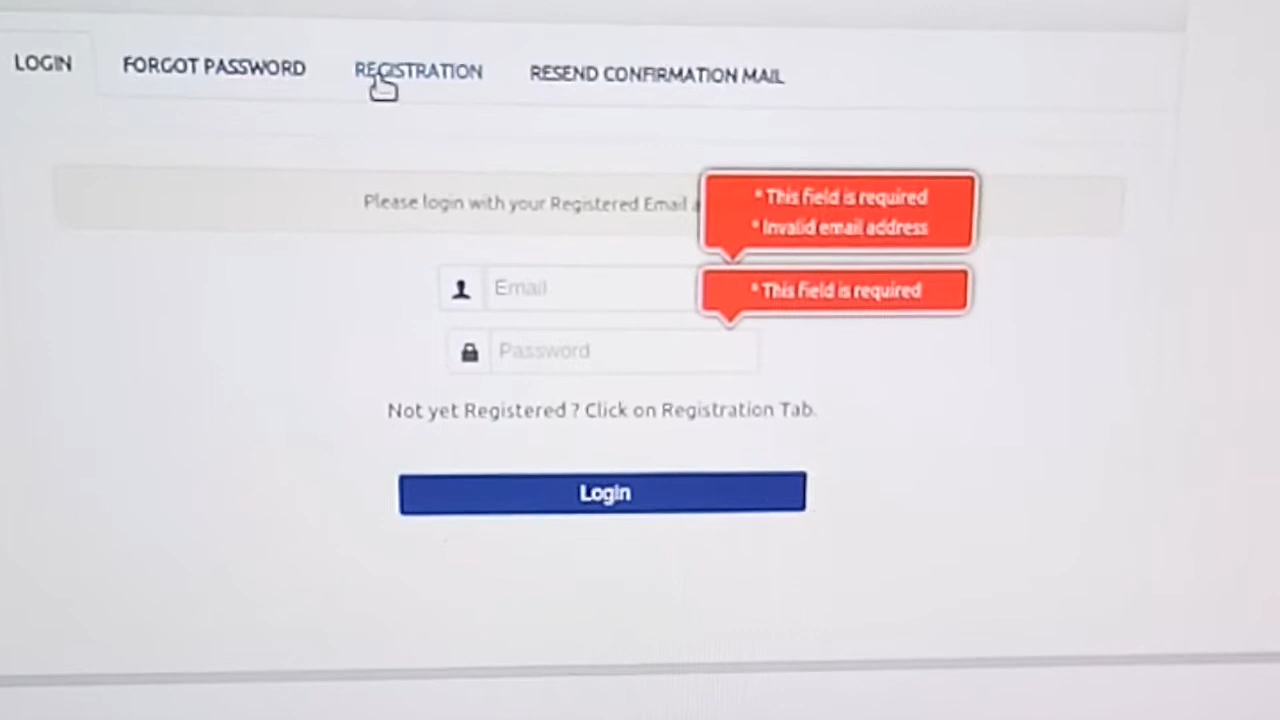 LOGIN
FORGOT PASSWORD
REGISTRATION
RESEND CONFIRMATION MAIL
Please login with your Registered Email
* This field is required
* Invalid email address
Email
* This field is required
Password
Not yet Registered ? Click on Registration Tab.
Login